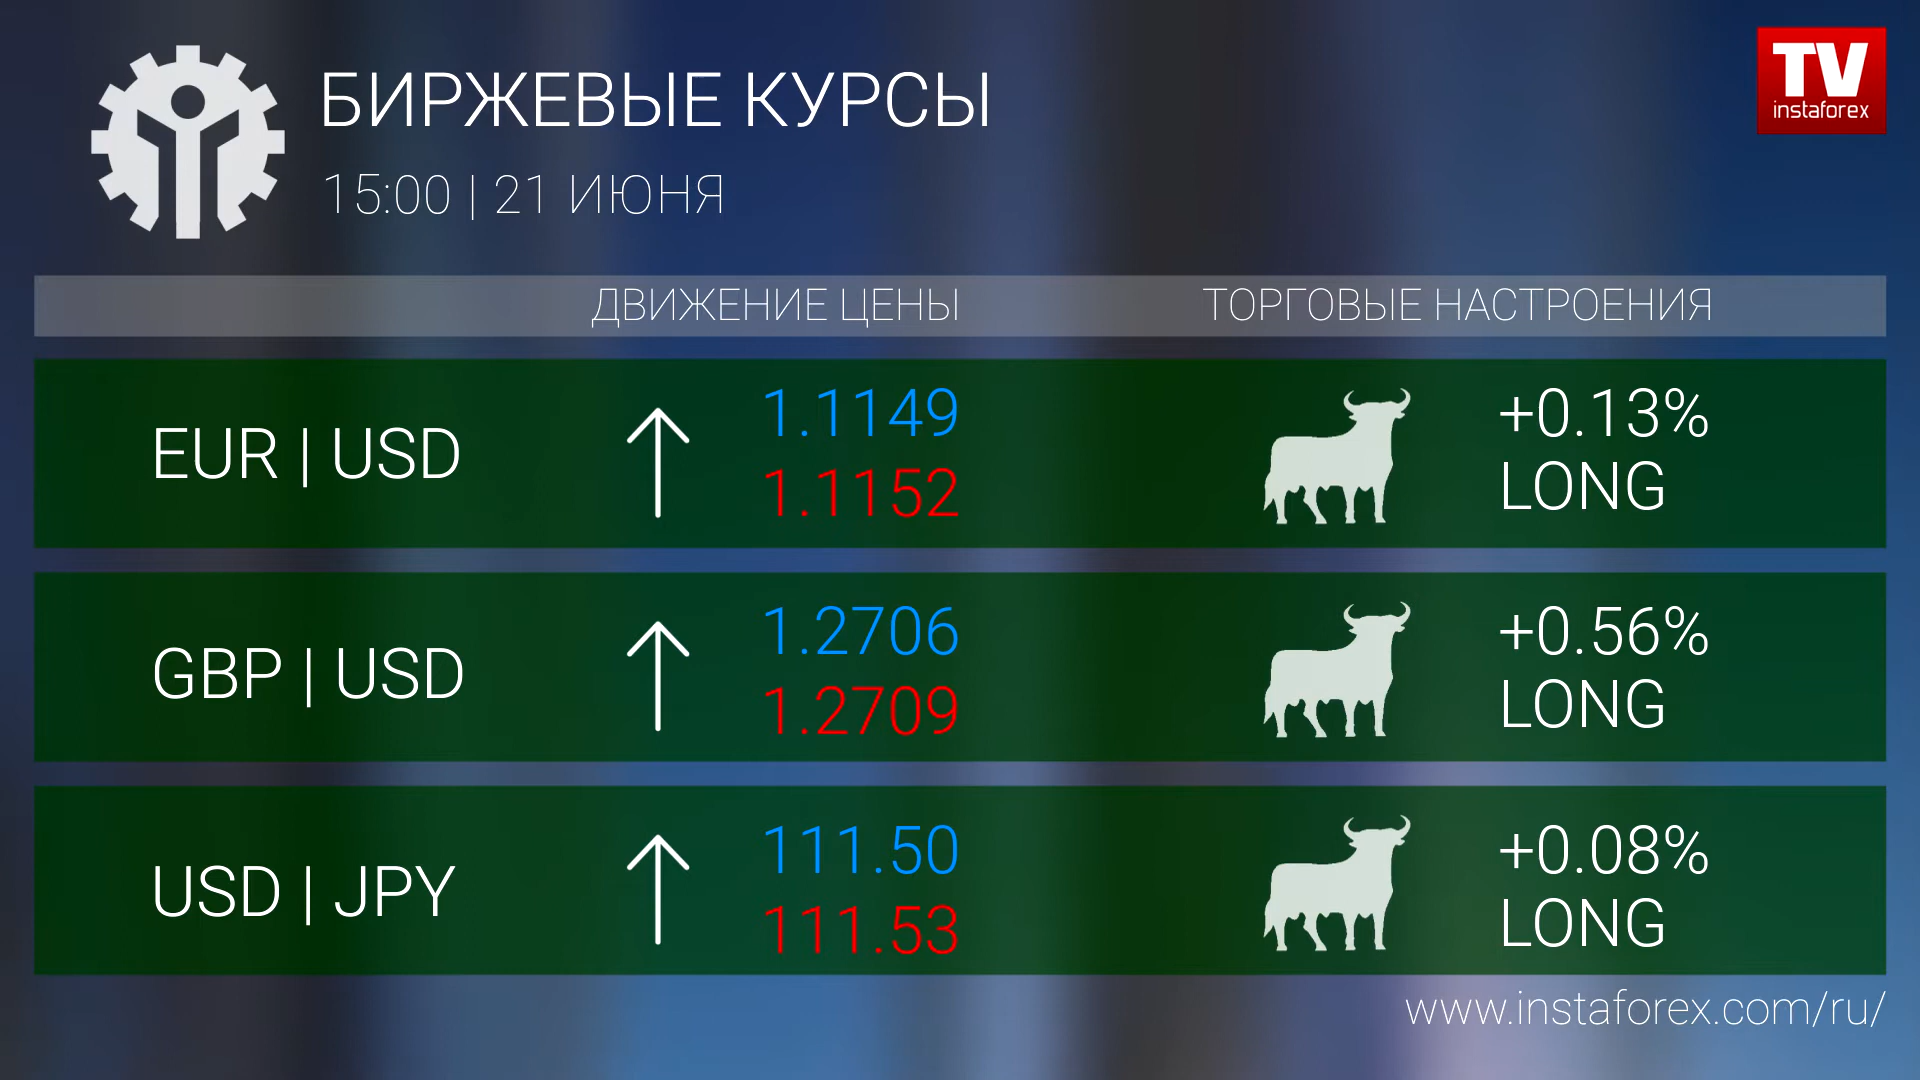 БИРЖЕВЫЕ КУРСЫ
15:00 | 21 ИЮНЯ
TV
instaforex
ДВИЖЕНИЕ ЦЕНЫ ТОРГОВЫЕ НАСТРОЕНИЯ
EUR | USD
1.1149
1.1152
+0.13%
LONG
GBP | USD
1.2706
1.2709
+0.56%
LONG
USD | JPY
111.50
111.53
+0.08%
LONG
www.instaforex.com/ru/